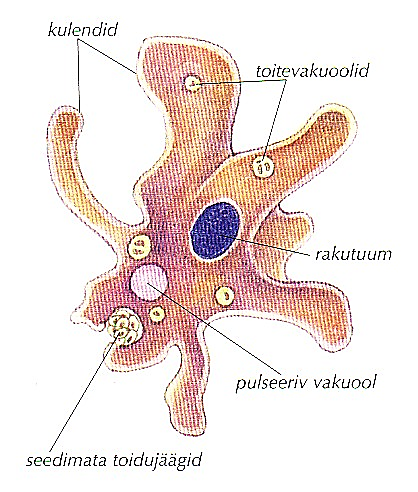 kulendid
toitevakuoolid
rakutuum
pulseeriv vakuool
seedimata toidujäägid